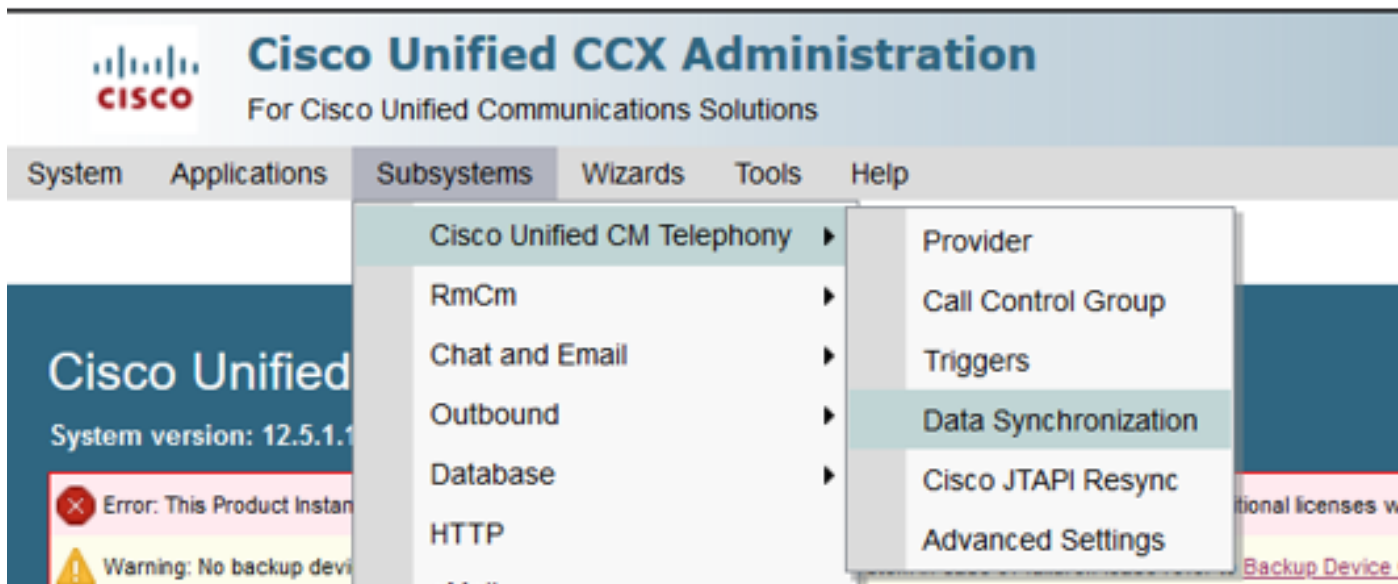 CISCO
Cisco Unified CCX Administration
For Cisco Unified Communications Solutions
System Applications Subsystems Wizards Tools Help
Cisco Unified CM Telephony
RmCm
Chat and Email
Outbound
Database
HTTP
Provider
Call Control Group
Triggers
Data Synchronization
Cisco JTAPI Resync
Advanced Settings
Cisco Unified
System version: 12.5.1.1
Error: This Product Instan
licenses w
Warning: No backup devi
Backup Device